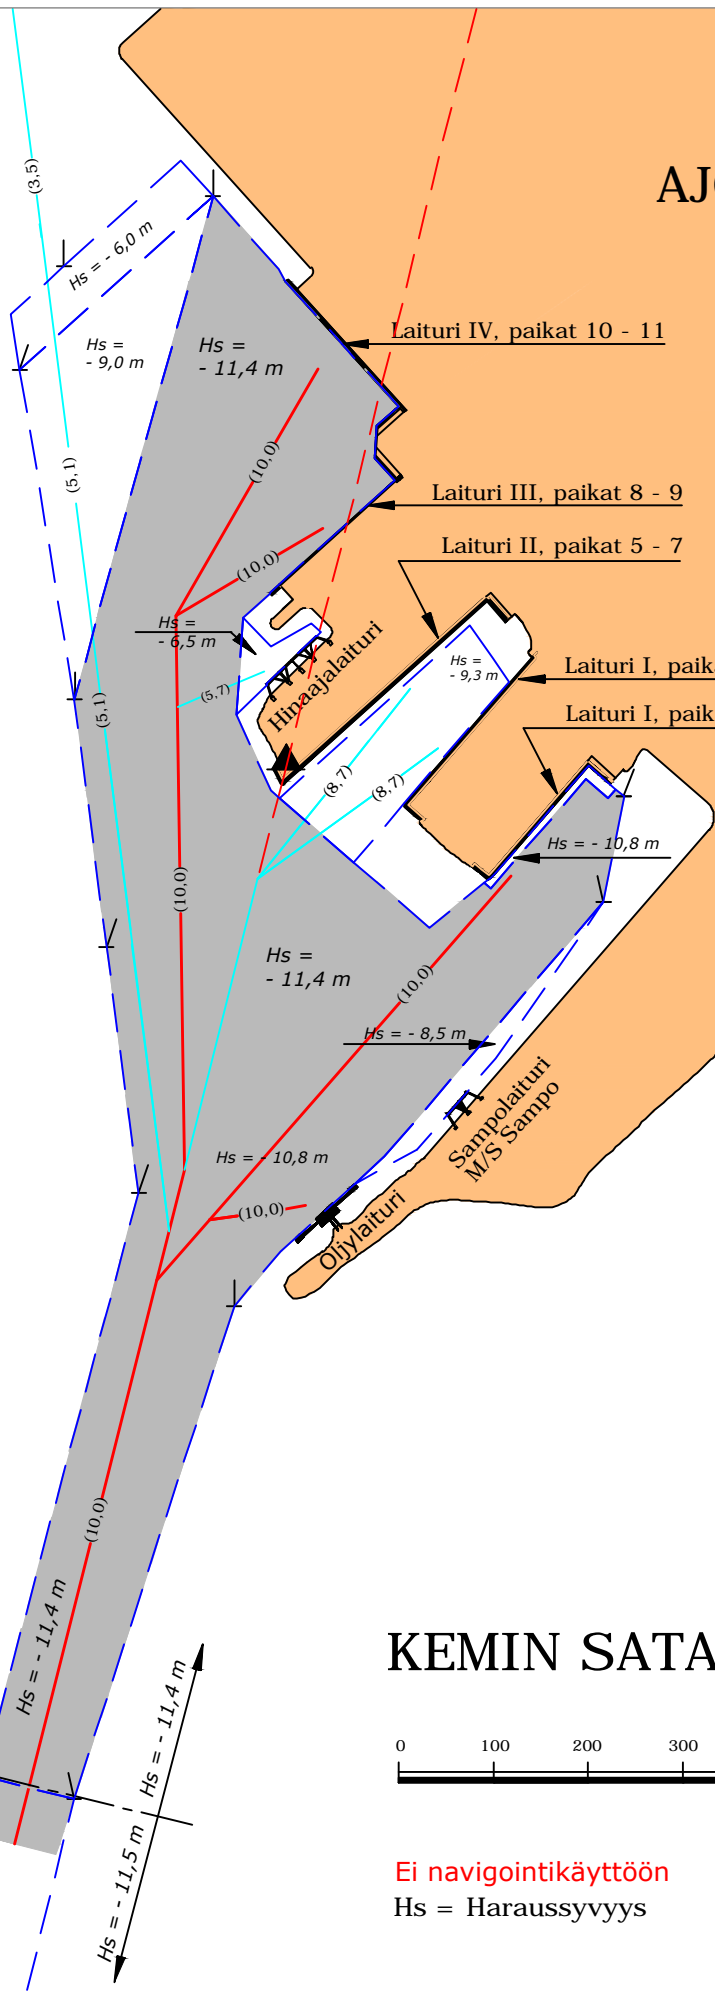 (3,5)
AJ
Hs = - 6,0 m
Laituri IV, paikat 10 - 11
Hs =
- 9,0 m
Hs =
- 11,4 m
(10,0)
(5,1)
Laituri III, paikat 8 - 9
Laituri II, paikat 5 - 7
(10,0)
Hs =
- 6,5 m
Hinaajalaituri
Hs =
- 9,3 m
Laituri I, paik
(5,7)
(5,1)
Laituri I, paik
(8,7)
(8,7)
Hs = - 10,8 m
(10,0)
Hs =
- 11,4 m
(10,0)
Hs = - 8,5 m
Sampolaituri
M/S Sampo
Hs = - 10,8 m
(10,0)
Öljylaituri
(10,0)
Hs = - 11,4 m
Hs = - 11,4 m
Hs = - 11,5 m
KEMIN SATA
0 100 200 300
Ei navigointikäyttöön
Hs = Haraussyvyys